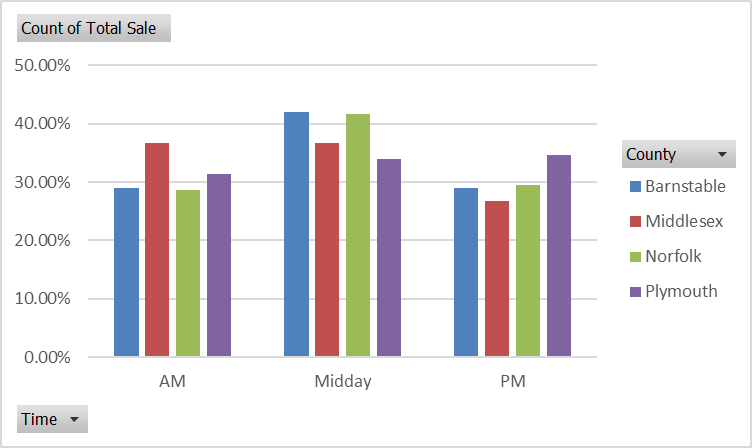 Count of Total Sale
50.00%
40.00%
30.00%
20.00%
10.00%
0.00%
AM
Midday
PM
County
Barnstable
Middlesex
Norfolk
Plymouth
Time